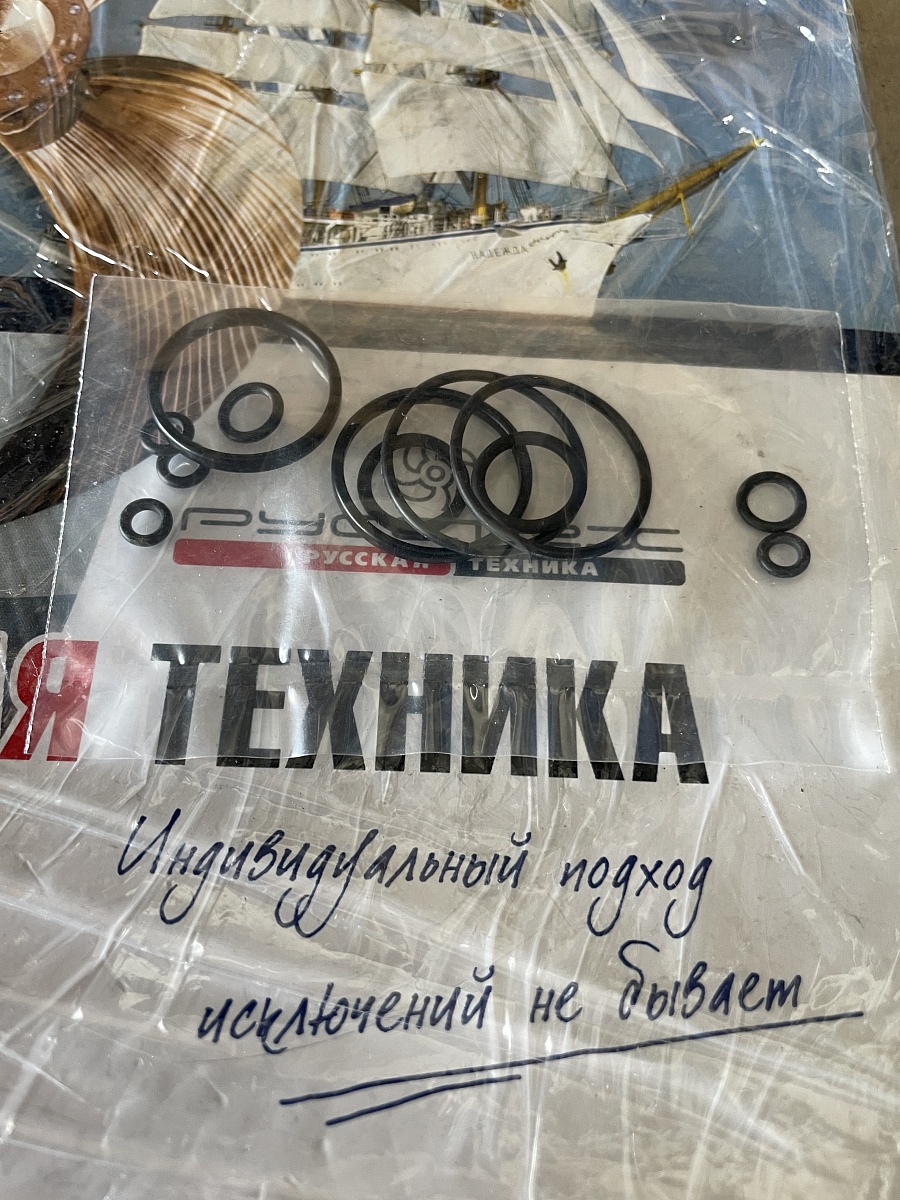 НАДЕЖДА
РУССКАЯ ТЕХНИКА
Я ТЕХНИКА
Индивидуальный подход
исключений не бывает